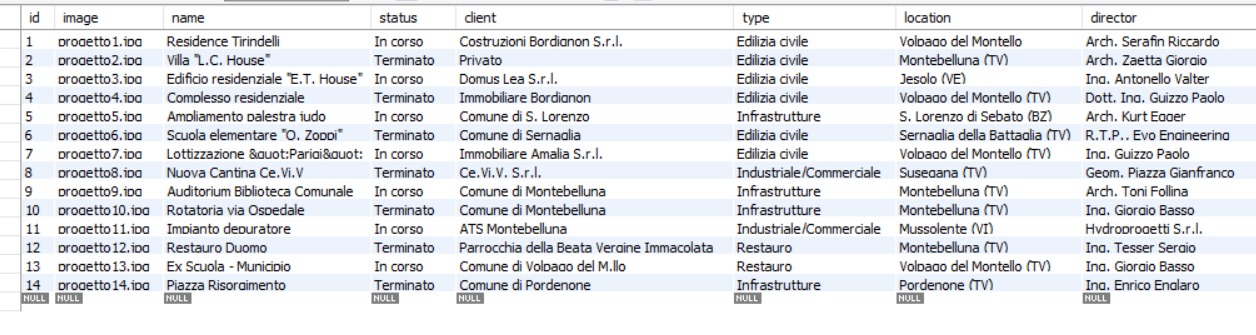 id image name status client type location director
1 progetto1.jpg Residence Tirindelli In corso Costruzioni Bordignon S.r.l. Edilizia civile Volpago del Montello Arch. Serafin Riccardo
2 progetto2.jpg Villa "L.C. House" Terminato Privato Edilizia civile Montebelluna (TV) Arch. Zaetta Giorgio
3 progetto3.jpg Edificio residenziale "E.T. House" In corso Domus Lea S.r.l. Edilizia civile Jesolo (VE) Ing. Antonello Valter
4 progetto4.jpg Complesso residenziale Terminato Immobiliare Bordignon Edilizia civile Volpago del Montello (TV) Dott. Ing. Guizzo Paolo
5 progetto5.jpg Ampliamento palestra judo In corso Comune di S. Lorenzo Infrastrutture S. Lorenzo di Sebato (BZ) Arch. Kurt Egger
6 progetto6.jpg Scuola elementare "O. Zoppi" Terminato Comune di Sernaglia Edilizia civile Sernaglia della Battaglia (TV) R.T.P.. Evo Engineering
7 progetto7.jpg Lottizzazione &quot;Parigi&quot; In corso Immobiliare Amalia S.r.l. Edilizia civile Volpago del Montello (TV) Ing. Guizzo Paolo
8 progetto8.jpg Nuova Cantina Ce.Vi.V Terminato Ce.Vi.V. S.r.l. Industriale/Commerciale Susegana (TV) Geom. Piazza Gianfranco
9 progetto9.jpg Auditorium Biblioteca Comunale In corso Comune di Montebelluna Infrastrutture Montebelluna (TV) Arch. Toni Follina
10 progetto10.jpg Rotatoria via Ospedale Terminato Comune di Montebelluna Infrastrutture Montebelluna (TV) Ing. Giorgio Basso
11 progetto11.jpg Impianto depuratore In corso ATS Montebelluna Industriale/Commerciale Mussolente (VI) Hydroprogetti S.r.l.
12 progetto12.jpg Restauro Duomo Terminato Parrocchia della Beata Vergine Immacolata Restauro Montebelluna (TV) Ing. Tesser Sergio
13 progetto13.jpg Ex Scuola - Municipio In corso Comune di Volpago del M.llo Restauro Volpago del Montello (TV) Ing. Giorgio Basso
14 progetto14.jpg Piazza Risorgimento Terminato Comune di Pordenone Infrastrutture Pordenone (TV) Ing. Enrico Englaro
NULL NULL NULL NULL NULL NULL NULL NULL